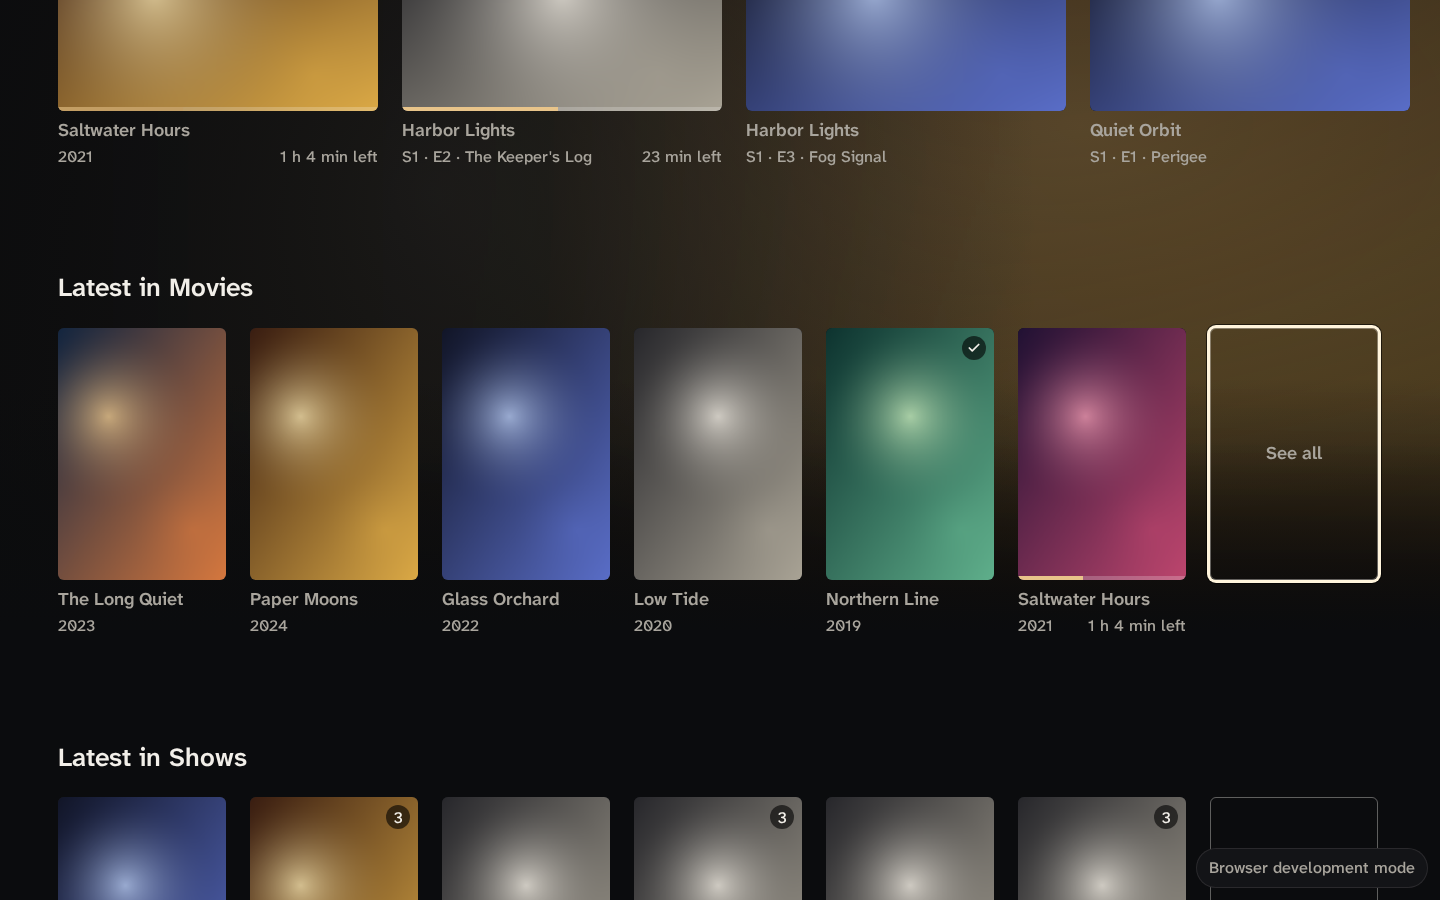 Saltwater Hours
2021 1 h 4 min left
Harbor Lights
S1 · E2 · The Keeper's Log 23 min left
Harbor Lights
S1 · E3 · Fog Signal
Quiet Orbit
S1 · E1 · Perigee
Latest in Movies
See all
The Long Quiet
2023
Paper Moons
2024
Glass Orchard
2022
Low Tide
2020
Northern Line
2019
Saltwater Hours
2021 1 h 4 min left
Latest in Shows
3
3
3
Browser development mode